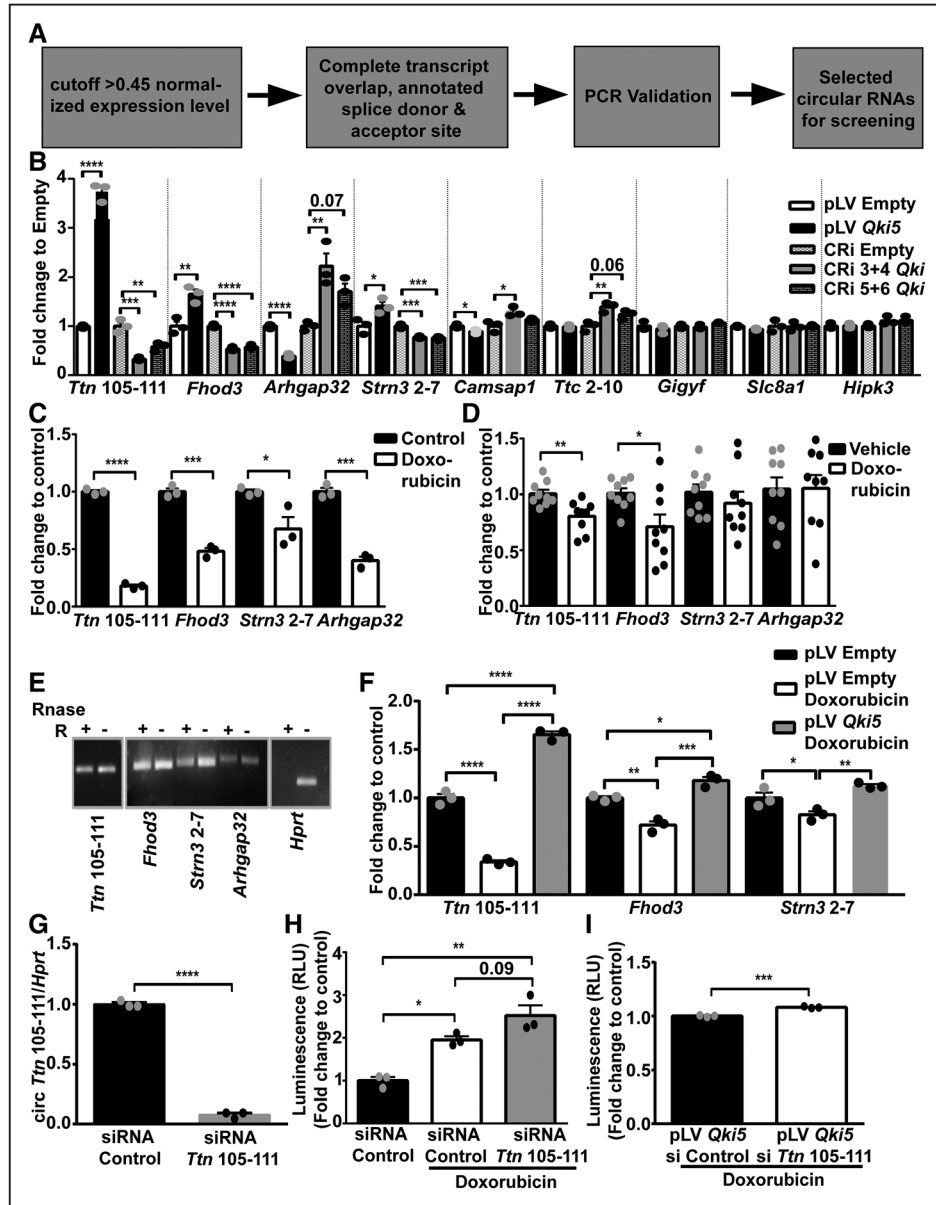 A
cutoff >0.45 normal-
ized expression level
Complete transcript
overlap, annotated
splice donor &
acceptor site
PCR Validation
Selected
circular RNAs
for screening
B
Fold chnage to Empty
4
3
2
1
0
****
**
***
**
****
****
****
**
0.07
*
***
***
*
*
**
0.06
pLV Empty
pLV Qki5
CRi Empty
CRi 3+4 Qki
CRi 5+6 Qki
Ttn 105-111
Fhod3
Arhgap32
Strn3 2-7
Camsap1
Ttc 2-10
Gigyf
Slc8a1
Hipk3
C
Fold change to control
1.5
1.0
0.5
0.0
****
***
*
***
Control
Doxo-
rubicin
Ttn 105-111
Fhod3
Strn3 2-7
Arhgap32
D
Fold change to control
1.5
1.0
0.5
0.0
**
*
Vehicle
Doxo-
rubicin
Ttn 105-111
Fhod3
Strn3 2-7
Arhgap32
E
Rnase
R + - + - + - + - + -
Ttn 105-111
Fhod3
Strn3 2-7
Arhgap32
Hprt
F
Fold change to control
2.0
1.5
1.0
0.5
0.0
****
****
****
*
**
***
*
**
pLV Empty
pLV Empty
Doxorubicin
pLV Qki5
Doxorubicin
Ttn 105-111
Fhod3
Strn3 2-7
G
circ Ttn 105-111/Hprt
1.5
1.0
0.5
0.0
****
siRNA
Control
siRNA
Ttn 105-111
H
Luminescence (RLU)
(Fold change to control)
4
3
2
1
0
**
0.09
*
siRNA
Control
siRNA
Control
siRNA
Ttn 105-111
Doxorubicin
I
Luminescence (RLU)
(Fold change to control)
1.5
1.0
0.5
0.0
***
pLV Qki5
si Control
pLV Qki5
si Ttn 105-111
Doxorubicin